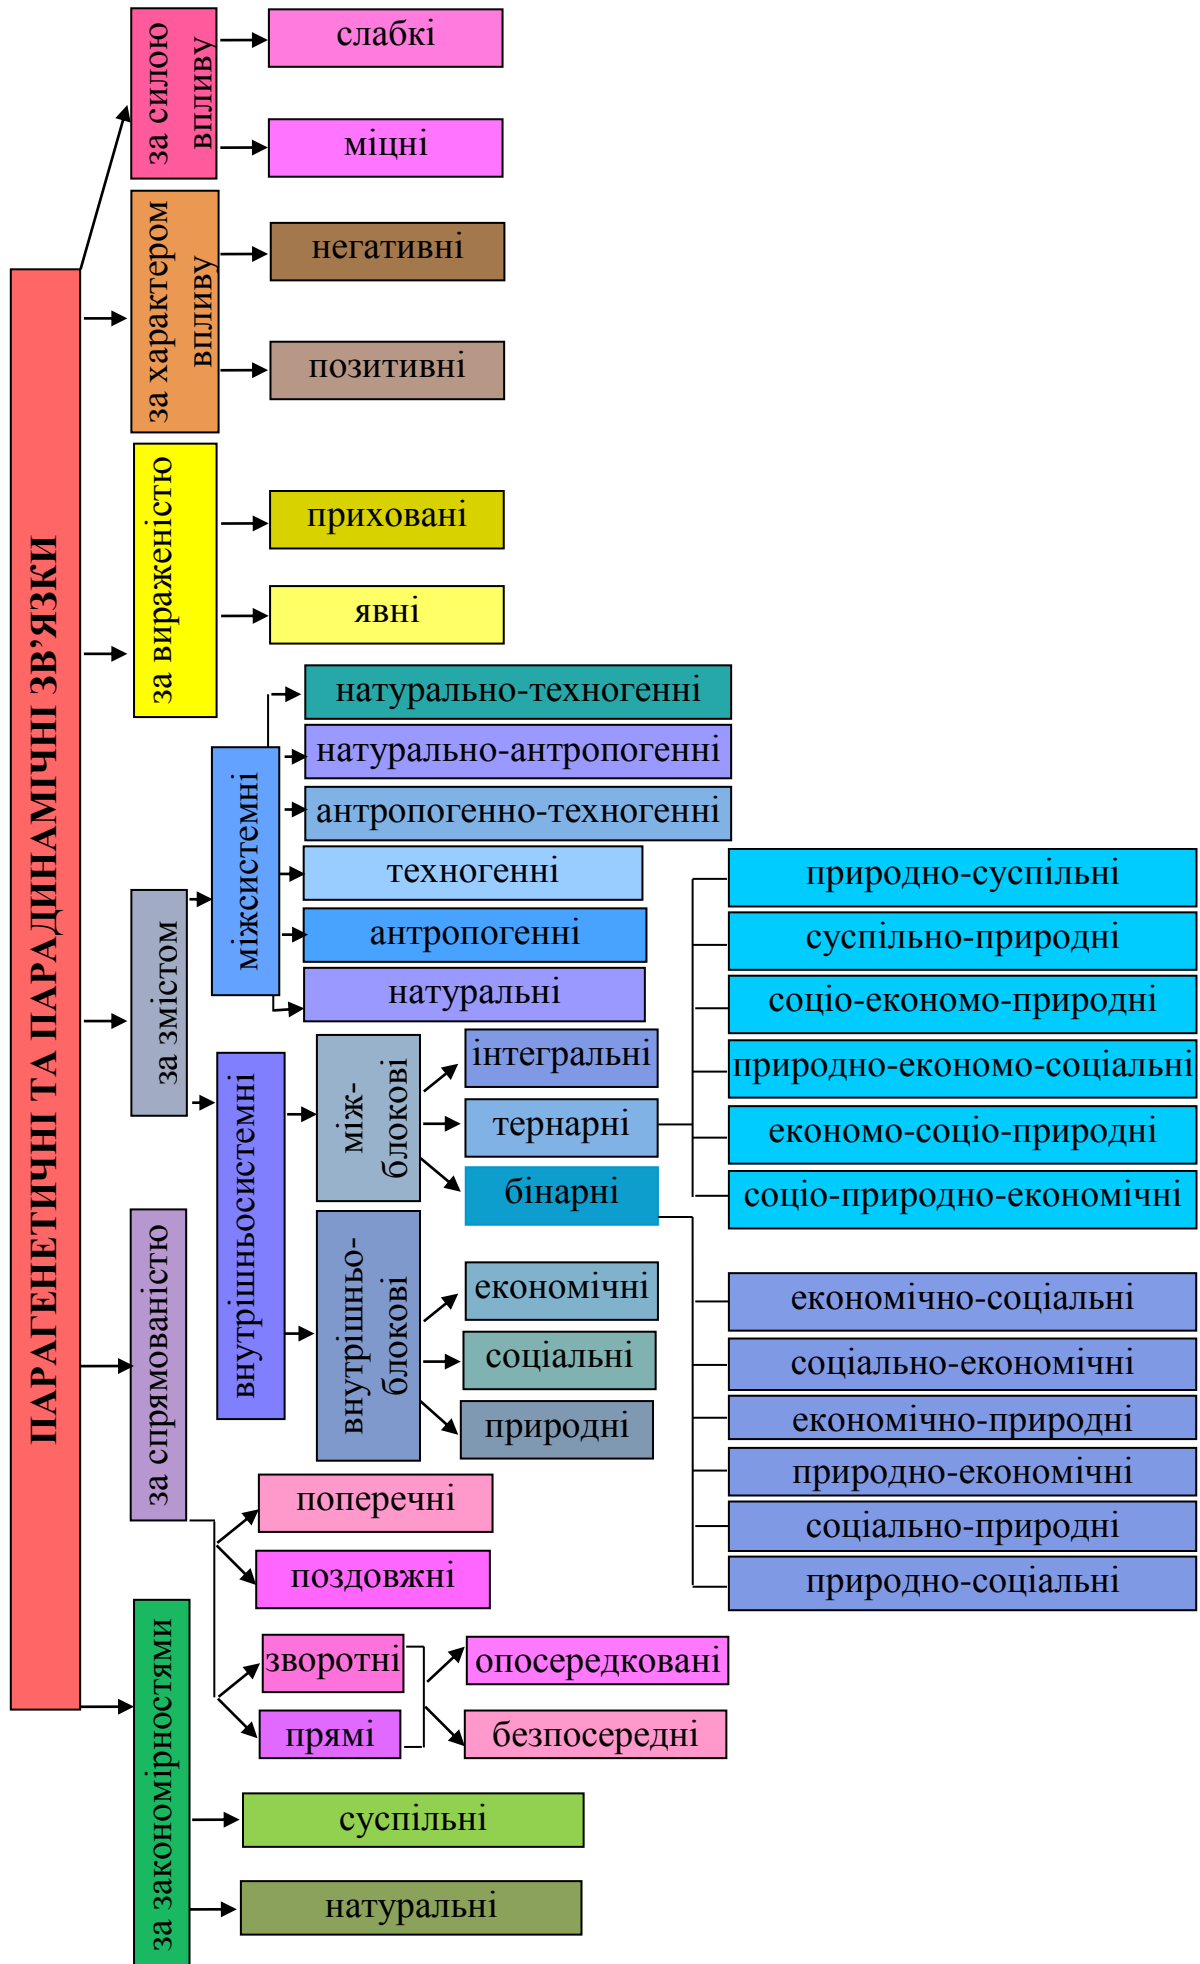 ПАРАГЕНЕТИЧНІ ТА ПАРАДИНАМІЧНІ ЗВ’ЯЗКИ
за силою
впливу
слабкі
міцні
за характером
впливу
негативні
позитивні
за вираженістю
приховані
явні
за змістом
міжсистемні
натурально-техногенні
натурально-антропогенні
антропогенно-техногенні
техногенні
антропогенні
натуральні
внутрішньосистемні
між-
блокові
інтегральні
тернарні
бінарні
природно-суспільні
суспільно-природні
соціо-економо-природні
природно-економо-соціальні
економо-соціо-природні
соціо-природно-економічні
економічно-соціальні
соціально-економічні
економічно-природні
природно-економічні
соціально-природні
природно-соціальні
внутрішньо-
блокові
економічні
соціальні
природні
за спрямованістю
поперечні
поздовжні
зворотні
прямі
опосередковані
безпосередні
за закономірностями
суспільні
натуральні